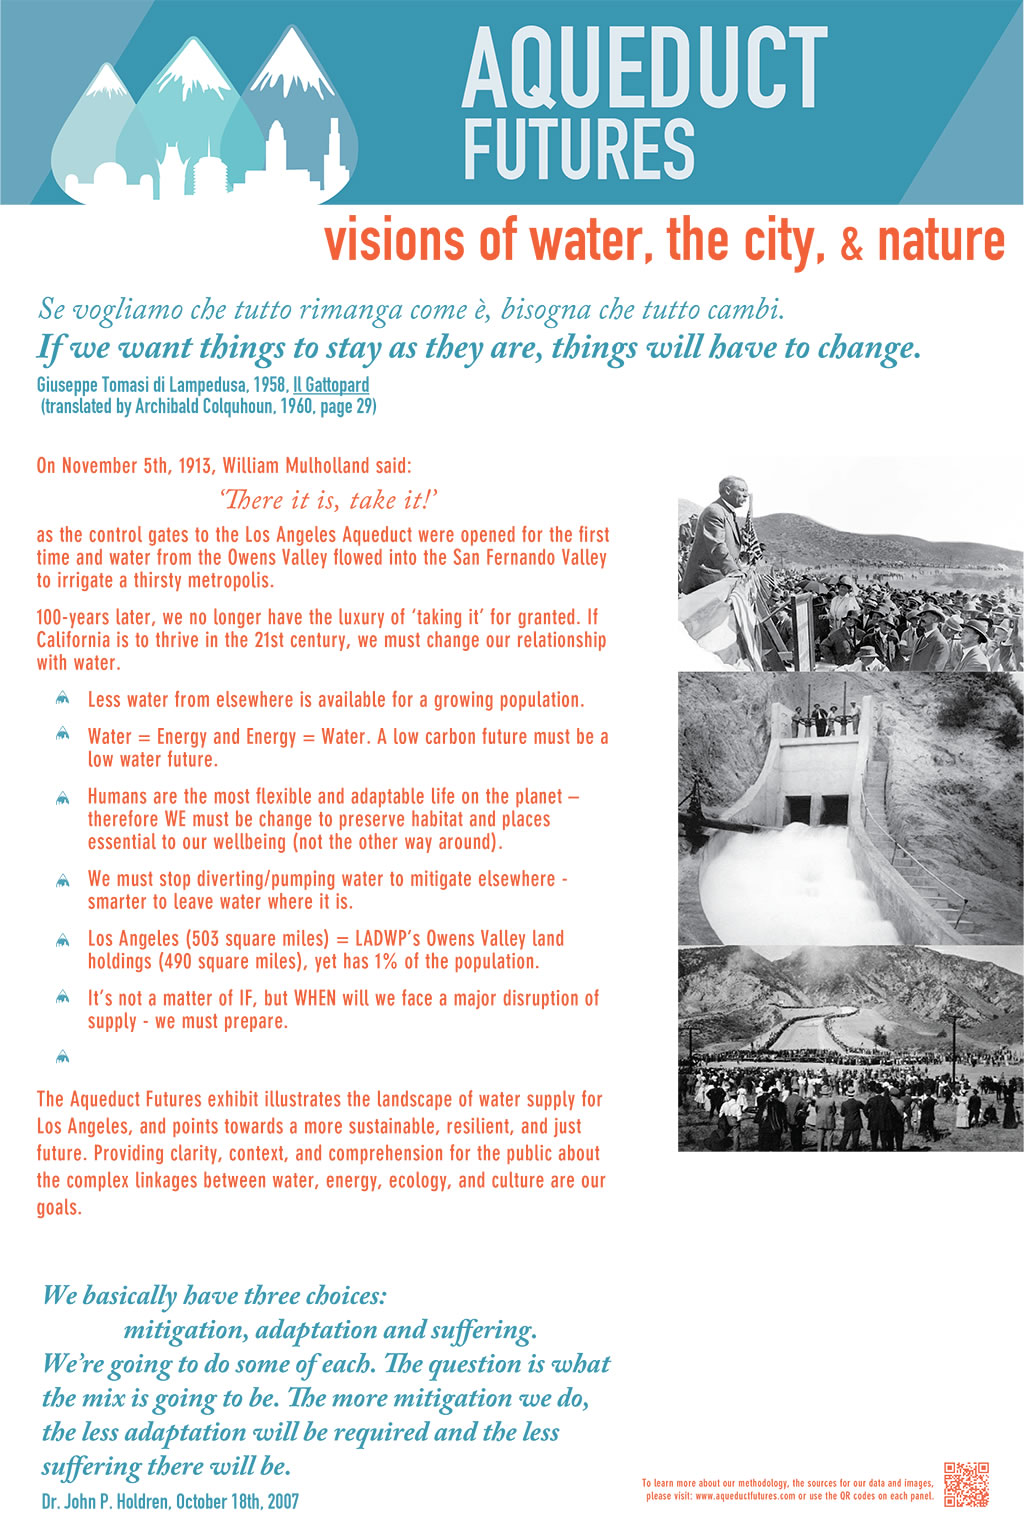 AQUEDUCT
FUTURES
visions of water, the city, & nature
Se vogliamo che tutto rimanga come è, bisogna che tutto cambi.
If we want things to stay as they are, things will have to change.
Giuseppe Tomasi di Lampedusa, 1958, Il Gattopard
(translated by Archibald Colquhoun, 1960, page 29)
On November 5th, 1913, William Mulholland said:
‘There it is, take it!’
as the control gates to the Los Angeles Aqueduct were opened for the first
time and water from the Owens Valley flowed into the San Fernando Valley
to irrigate a thirsty metropolis.
100-years later, we no longer have the luxury of ‘taking it’ for granted. If
California is to thrive in the 21st century, we must change our relationship
with water.
Less water from elsewhere is available for a growing population.
Water = Energy and Energy = Water. A low carbon future must be a
low water future.
Humans are the most flexible and adaptable life on the planet –
therefore WE must be change to preserve habitat and places
essential to our wellbeing (not the other way around).
We must stop diverting/pumping water to mitigate elsewhere -
smarter to leave water where it is.
Los Angeles (503 square miles) = LADWP’s Owens Valley land
holdings (490 square miles), yet has 1% of the population.
It’s not a matter of IF, but WHEN will we face a major disruption of
supply - we must prepare.
The Aqueduct Futures exhibit illustrates the landscape of water supply for
Los Angeles, and points towards a more sustainable, resilient, and just
future. Providing clarity, context, and comprehension for the public about
the complex linkages between water, energy, ecology, and culture are our
goals.
We basically have three choices:
mitigation, adaptation and suffering.
We’re going to do some of each. The question is what
the mix is going to be. The more mitigation we do,
the less adaptation will be required and the less
suffering there will be.
Dr. John P. Holdren, October 18th, 2007
To learn more about our methodology, the sources for our data and images,
please visit: www.aqueductfutures.com or use the QR codes on each panel.